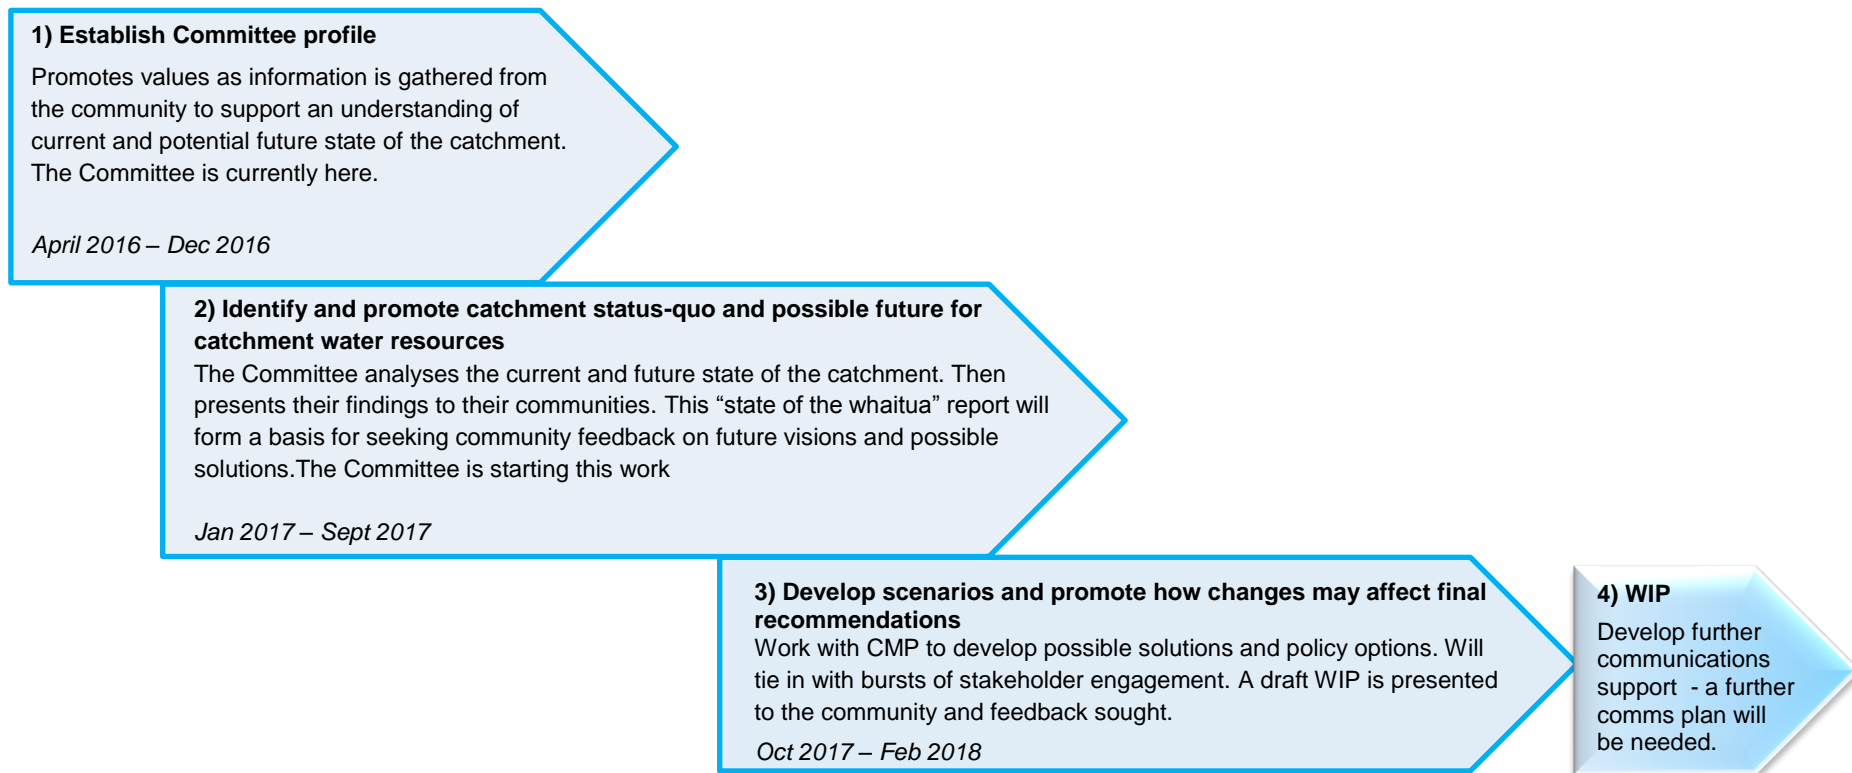 1) Establish Committee profile
Promotes values as information is gathered from
the community to support an understanding of
current and potential future state of the catchment.
The Committee is currently here.
April 2016 – Dec 2016
2) Identify and promote catchment status-quo and possible future for
catchment water resources
The Committee analyses the current and future state of the catchment. Then
presents their findings to their communities. This “state of the whaitua” report will
form a basis for seeking community feedback on future visions and possible
solutions.The Committee is starting this work
Jan 2017 – Sept 2017
3) Develop scenarios and promote how changes may affect final
recommendations
Work with CMP to develop possible solutions and policy options. Will
tie in with bursts of stakeholder engagement. A draft WIP is presented
to the community and feedback sought.
Oct 2017 – Feb 2018
4) WIP
Develop further
communications
support - a further
comms plan will
be needed.